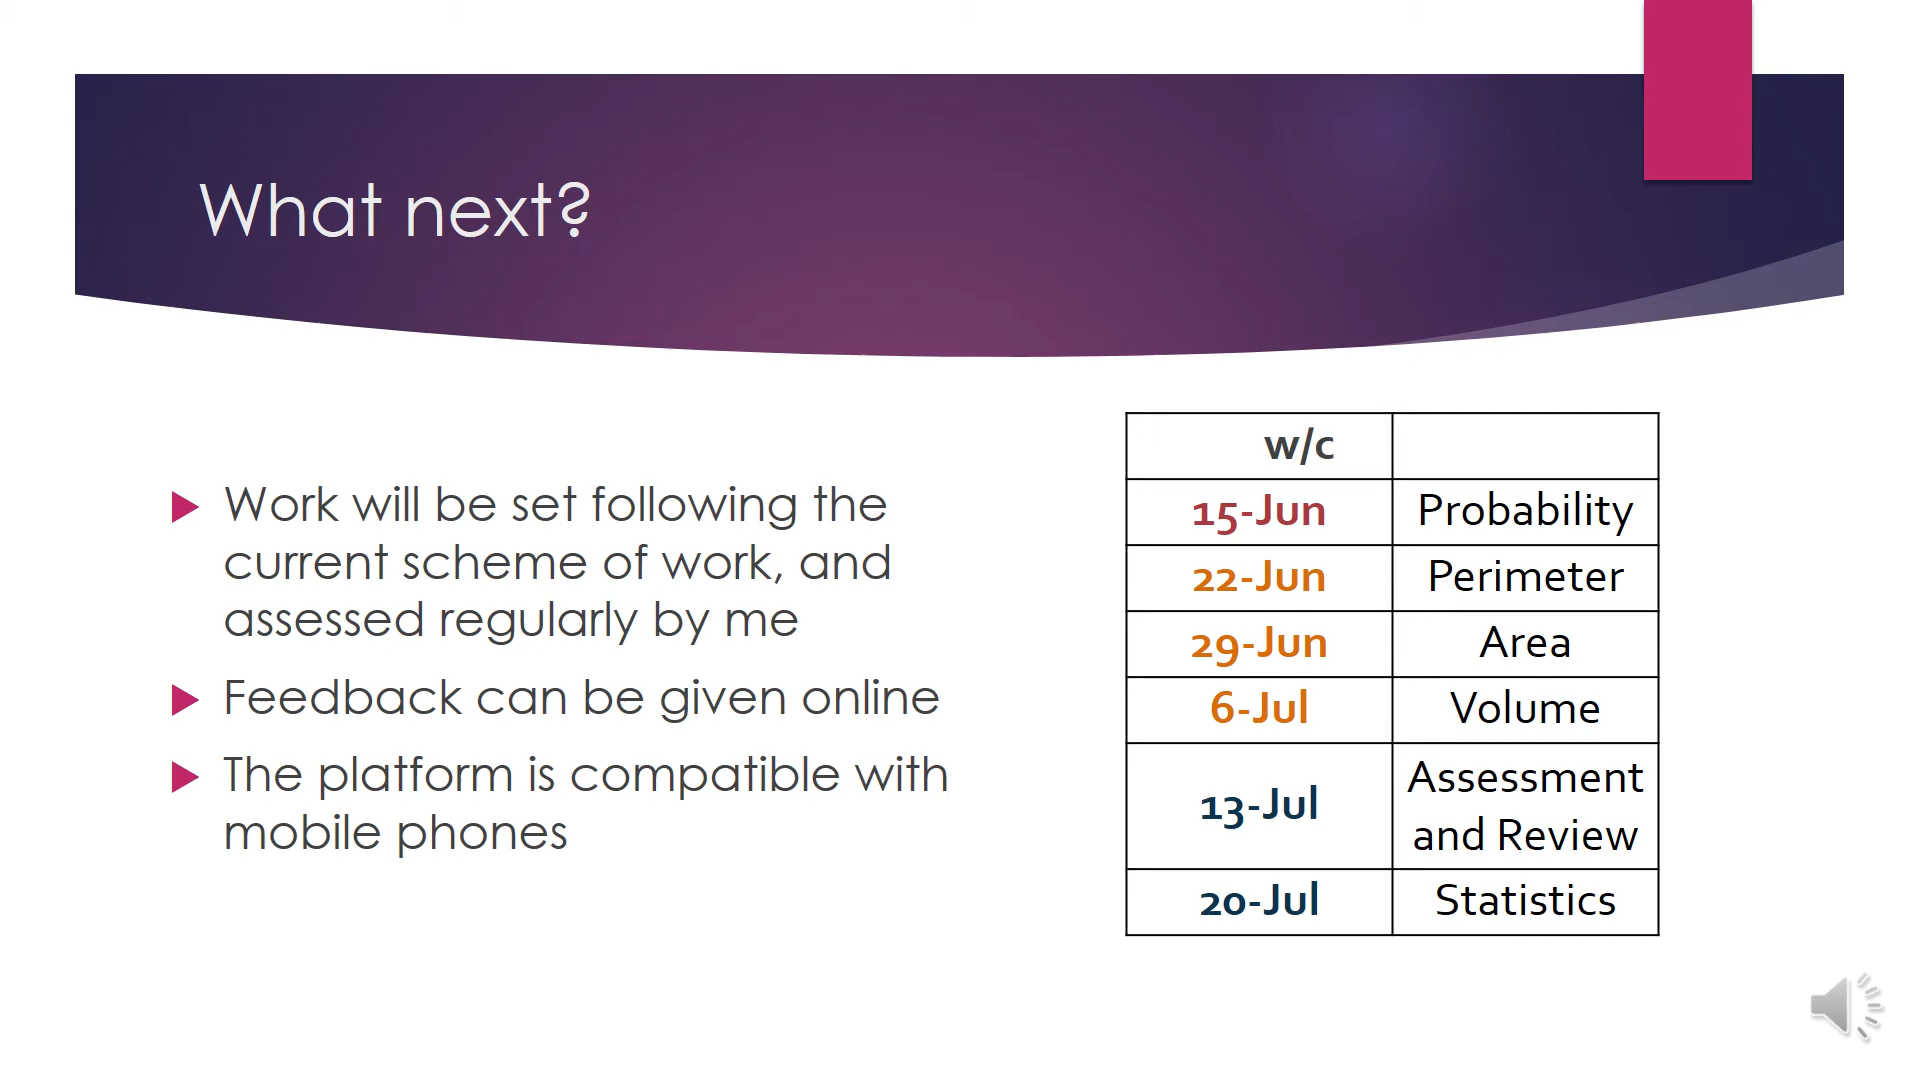 What next?
Work will be set following the
current scheme of work, and
assessed regularly by me
Feedback can be given online
The platform is compatible with
mobile phones
w/c
15-Jun Probability
22-Jun Perimeter
29-Jun Area
6-Jul Volume
13-Jul Assessment
and Review
20-Jul Statistics